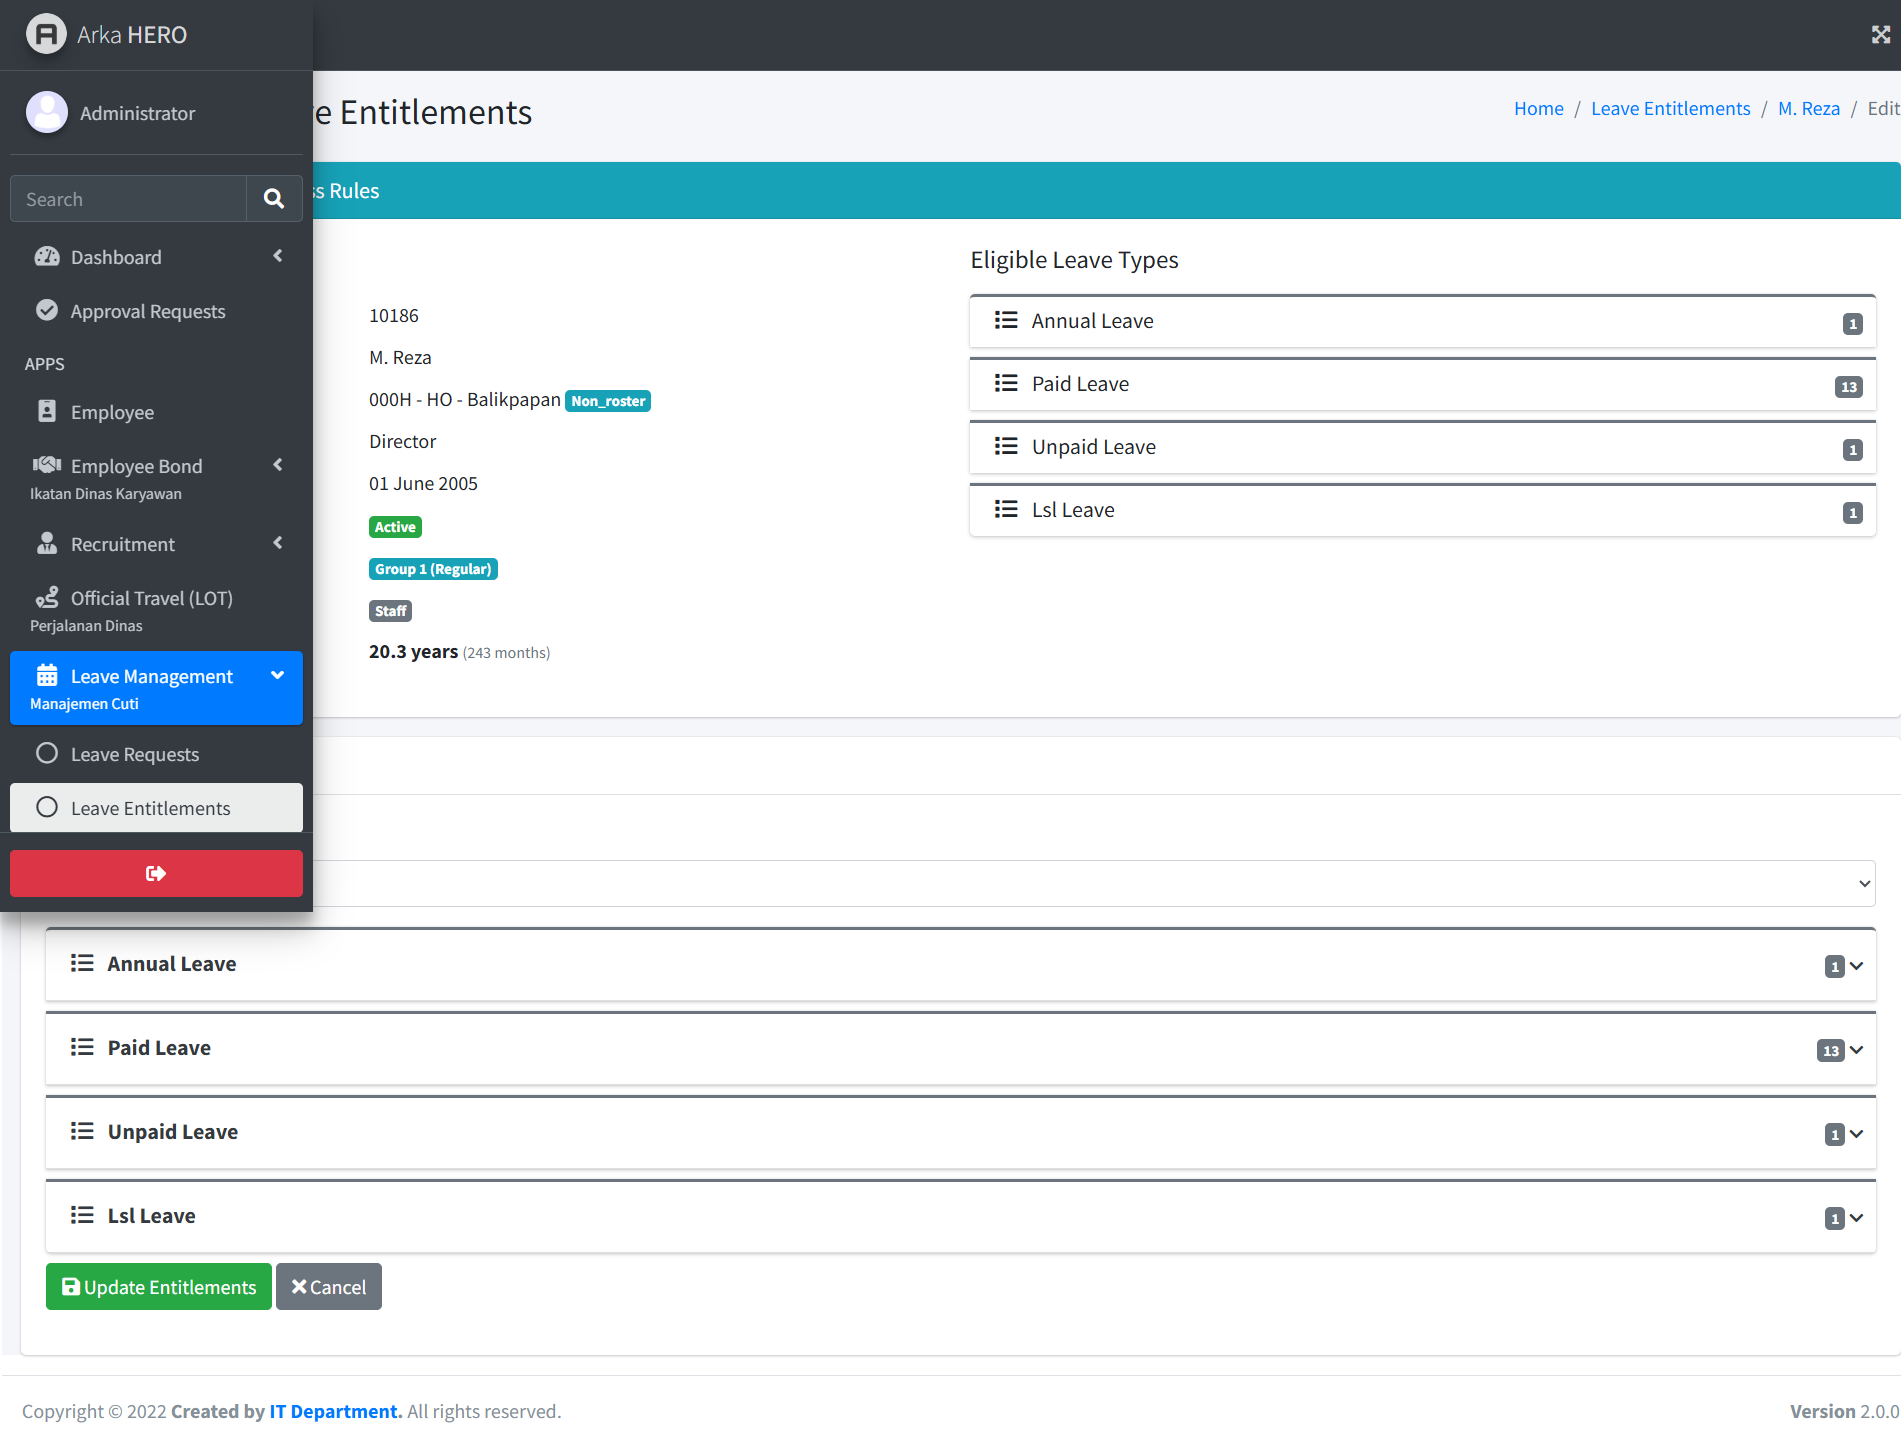 Arka HERO
Administrator
Search
Dashboard
Approval Requests
APPS
Employee
Employee Bond
Ikatan Dinas Karyawan
Recruitment
Official Travel (LOT)
Perjalanan Dinas
Leave Management
Manajemen Cuti
Leave Requests
Leave Entitlements
Entitlements
Home / Leave Entitlements / M. Reza / Edit
Rules
10186
M. Reza
000H - HO - Balikpapan Non_roster
Director
01 June 2005
Active
Group 1 (Regular)
Staff
20.3 years (243 months)
Eligible Leave Types
Annual Leave 1
Paid Leave 13
Unpaid Leave 1
Lsl Leave 1
Annual Leave 1
Paid Leave 13
Unpaid Leave 1
Lsl Leave 1
Update Entitlements Cancel
Copyright © 2022 Created by IT Department. All rights reserved.
Version 2.0.0